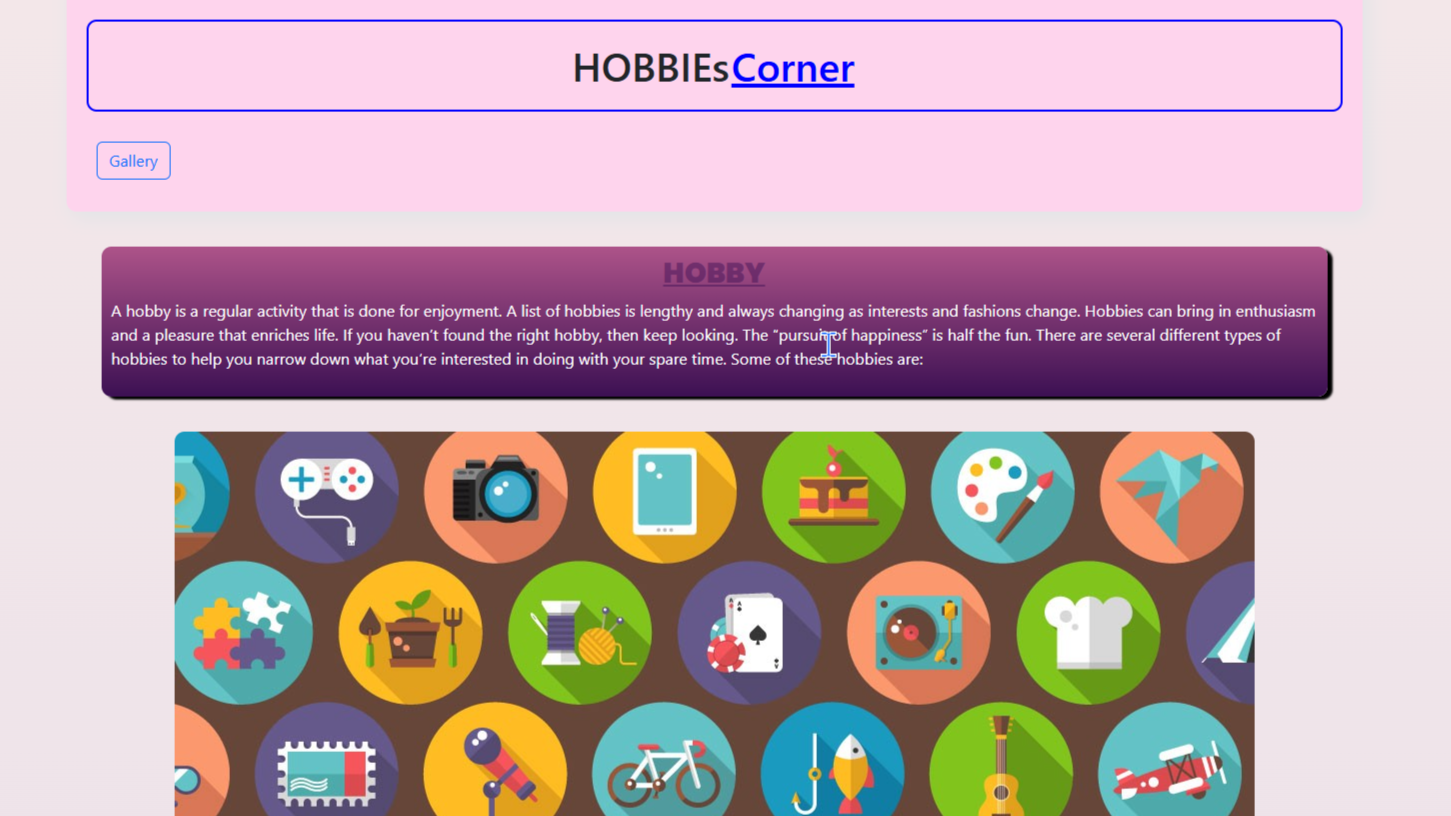 HOBBIEsCorner
Gallery
HOBBY
A hobby is a regular activity that is done for enjoyment. A list of hobbies is lengthy and always changing as interests and fashions change. Hobbies can bring in enthusiasm
and a pleasure that enriches life. If you haven't found the right hobby, then keep looking. The "pursuit of happiness" is half the fun. There are several different types of
hobbies to help you narrow down what you're interested in doing with your spare time. Some of these hobbies are: